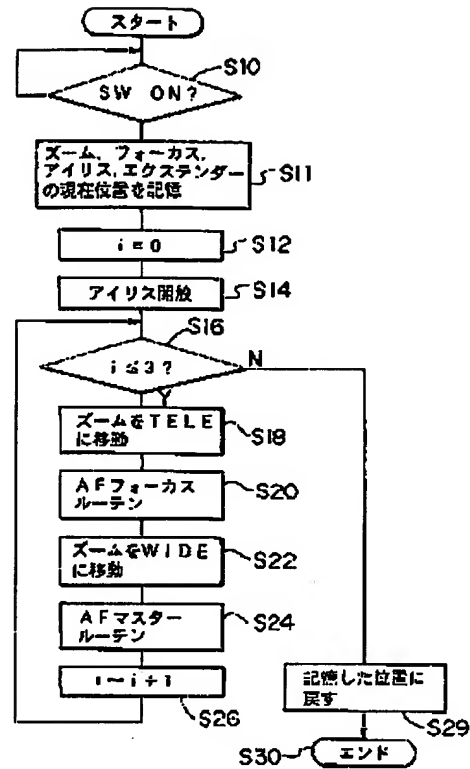 スタート
S10
SW ON?
ズーム,フォーカス,
アイリス,エクステンダー
の現在位置を記憶
S11
i=0
S12
アイリス開放
S14
S16
i≤3?
N
Y
ズームをTELE
に移動
S18
AFフォーカス
ルーテン
S20
ズームをWIDE
に移動
S22
AFマスター
ルーテン
S24
S26
記憶した位置に
戻す
S29
S30
エンド